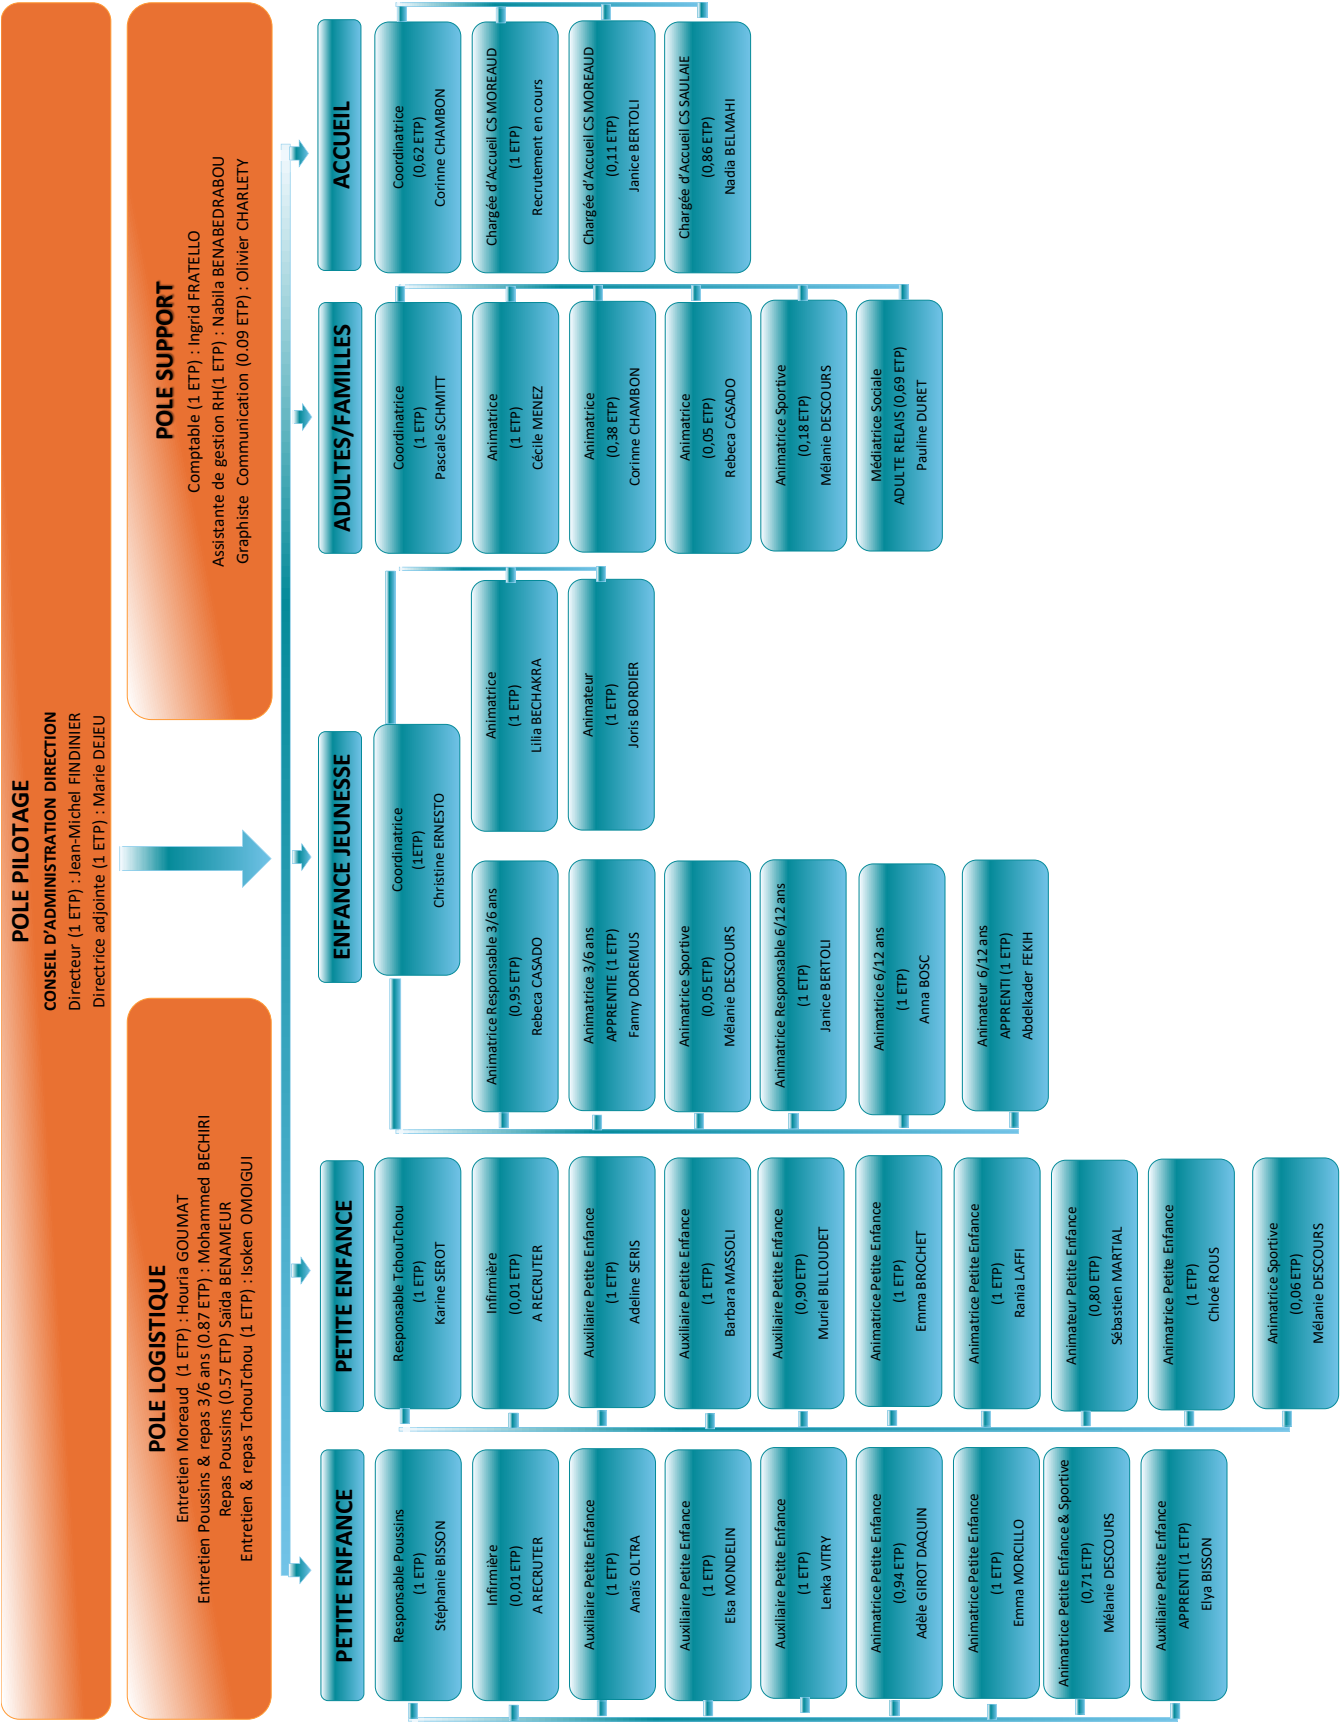 POLE PILOTAGE
CONSEIL D'ADMINISTRATION DIRECTION
Directeur (1 ETP) : Jean-Michel FINDINIER
Directrice adjointe (1 ETP) : Marie DEJEU
POLE LOGISTIQUE
Entretien Moreaud (1 ETP) : Houria GOUMAT
Entretien Poussins & repas 3/6 ans (0.87 ETP) : Mohammed BECHIRI
Repas Poussins (0.57 ETP) Saïda BENAMEUR
Entretien & repas TchouTchou (1 ETP) : Isoken OMOIGUI
POLE SUPPORT
Comptable (1 ETP) : Ingrid FRATELLO
Assistante de gestion RH(1 ETP) : Nabila BENABEDRABOU
Graphiste Communication (0.09 ETP) : Olivier CHARLETY
PETITE ENFANCE
Responsable Poussins
(1 ETP)
Stéphanie BISSON
Infirmière
(0,01 ETP)
A RECRUTER
Auxiliaire Petite Enfance
(1 ETP)
Anaïs OLTRA
Auxiliaire Petite Enfance
(1 ETP)
Elsa MONDELIN
Auxiliaire Petite Enfance
(1 ETP)
Lenka VITRY
Animatrice Petite Enfance
(0,94 ETP)
Adèle GIROT DAQUIN
Animatrice Petite Enfance
(1 ETP)
Emma MORCILLO
Animatrice Petite Enfance & Sportive
(0,71 ETP)
Mélanie DESCOURS
Auxiliaire Petite Enfance
APPRENTI (1 ETP)
Elya BISSON
PETITE ENFANCE
Responsable TchouTchou
(1 ETP)
Karine SEROT
Infirmière
(0,01 ETP)
A RECRUTER
Auxiliaire Petite Enfance
(1 ETP)
Adeline SERIS
Auxiliaire Petite Enfance
(1 ETP)
Barbara MASSOLI
Auxiliaire Petite Enfance
(0,90 ETP)
Muriel BILLOUDET
Animatrice Petite Enfance
(1 ETP)
Emma BROCHET
Animatrice Petite Enfance
(1 ETP)
Rania LAFFI
Animateur Petite Enfance
(0,80 ETP)
Sébastien MARTIAL
Animatrice Petite Enfance
(1 ETP)
Chloé ROUS
Animatrice Sportive
(0,06 ETP)
Mélanie DESCOURS
ENFANCE JEUNESSE
Coordinatrice
(1ETP)
Christine ERNESTO
Animatrice Responsable 3/6 ans
(0,95 ETP)
Rebeca CASADO
Animatrice 3/6 ans
APPRENTIE (1 ETP)
Fanny DOREMUS
Animatrice Sportive
(0,05 ETP)
Mélanie DESCOURS
Animatrice Responsable 6/12 ans
(1 ETP)
Janice BERTOLI
Animatrice 6/12 ans
(1 ETP)
Anna BOSC
Animateur 6/12 ans
APPRENTI (1 ETP)
Abdelkader FEKIH
Animatrice
(1 ETP)
Lilia BECHAKRA
Animateur
(1 ETP)
Joris BORDIER
ADULTES/FAMILLES
Coordinatrice
(1 ETP)
Pascale SCHMITT
Animatrice
(1 ETP)
Cécile MENEZ
Animatrice
(0,38 ETP)
Corinne CHAMBON
Animatrice
(0,05 ETP)
Rebeca CASADO
Animatrice Sportive
(0,18 ETP)
Mélanie DESCOURS
Médiatrice Sociale
ADULTE RELAIS (0,69 ETP)
Pauline DURET
ACCUEIL
Coordinatrice
(0,62 ETP)
Corinne CHAMBON
Chargée d'Accueil CS MOREAUD
(1 ETP)
Recrutement en cours
Chargée d'Accueil CS MOREAUD
(0,11 ETP)
Janice BERTOLI
Chargée d'Accueil CS SAULAIE
(0,86 ETP)
Nadia BELMAHI